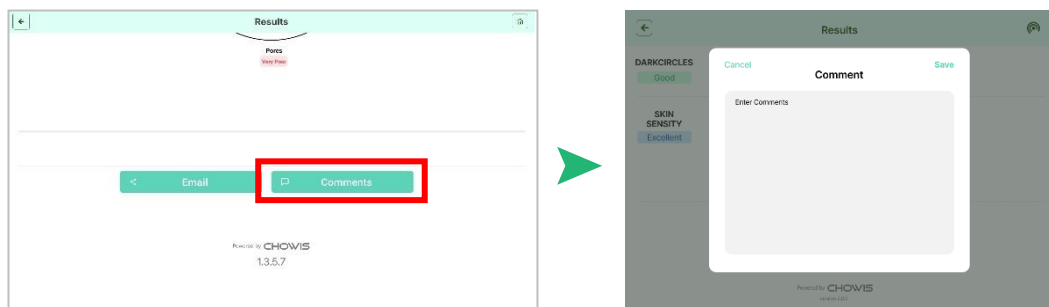 Results
Pores
Very Poor
Email
Comments
Powered by CHOWIS
1.3.5.7
Results
DARKCIRCLES
Good
SKIN
SENSITY
Excellent
Cancel
Save
Comment
Enter Comments
Powered by CHOWIS